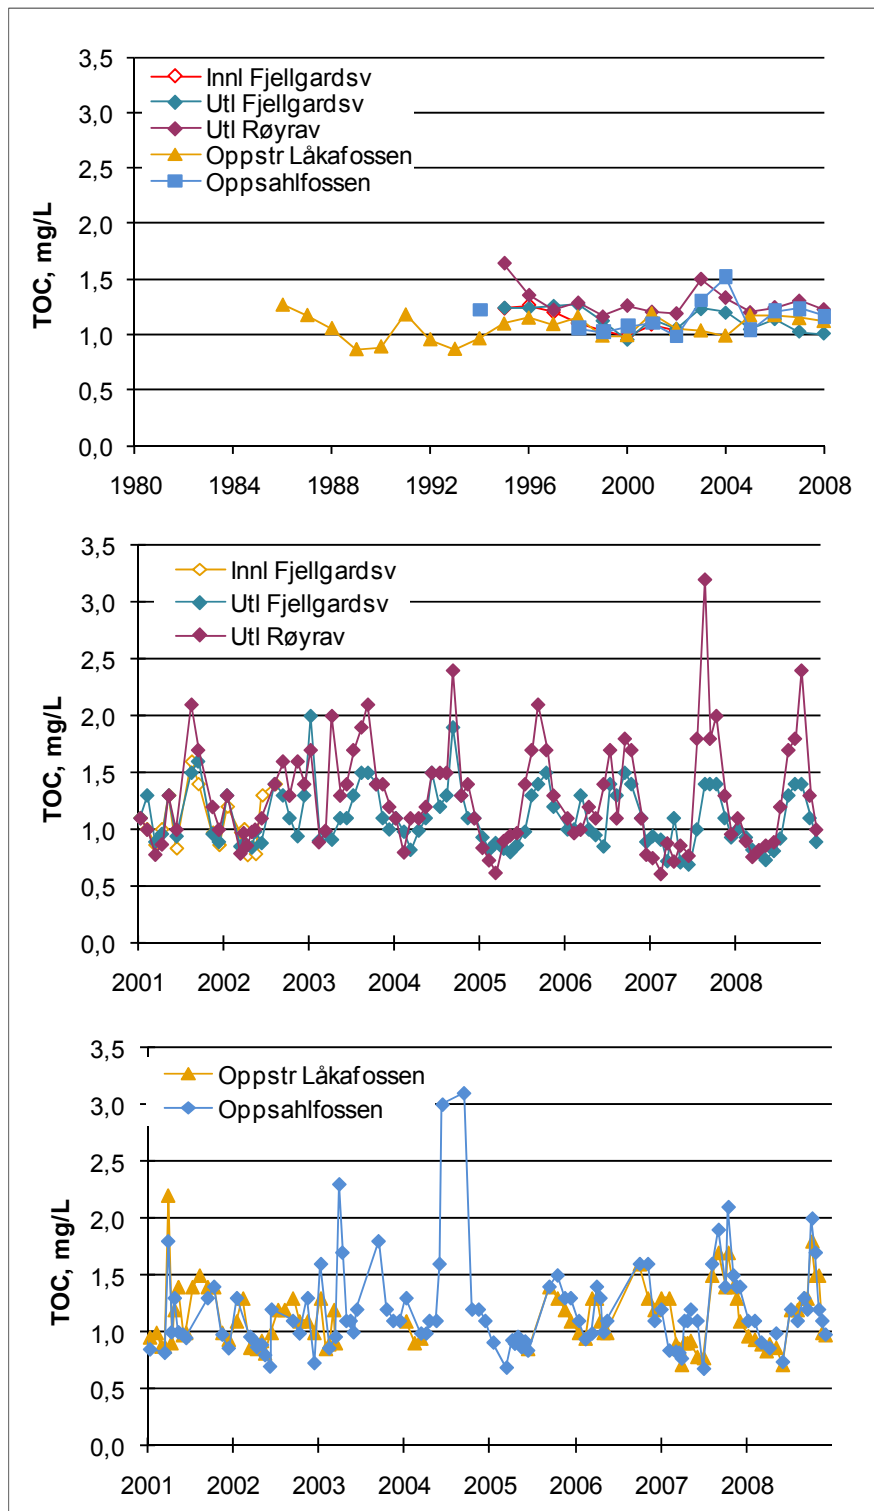 3,5
3,0
2,5
2,0
1,5
1,0
0,5
0,0
TOC, mg/L
Innl Fjellgardsv
Utl Fjellgardsv
Utl Røyrav
Oppstr Låkafossen
Oppsahlfossen
1980 1984 1988 1992 1996 2000 2004 2008
3,5
3,0
2,5
2,0
1,5
1,0
0,5
0,0
TOC, mg/L
Innl Fjellgardsv
Utl Fjellgardsv
Utl Røyrav
2001 2002 2003 2004 2005 2006 2007 2008
3,5
3,0
2,5
2,0
1,5
1,0
0,5
0,0
TOC, mg/L
Oppstr Låkafossen
Oppsahlfossen
2001 2002 2003 2004 2005 2006 2007 2008